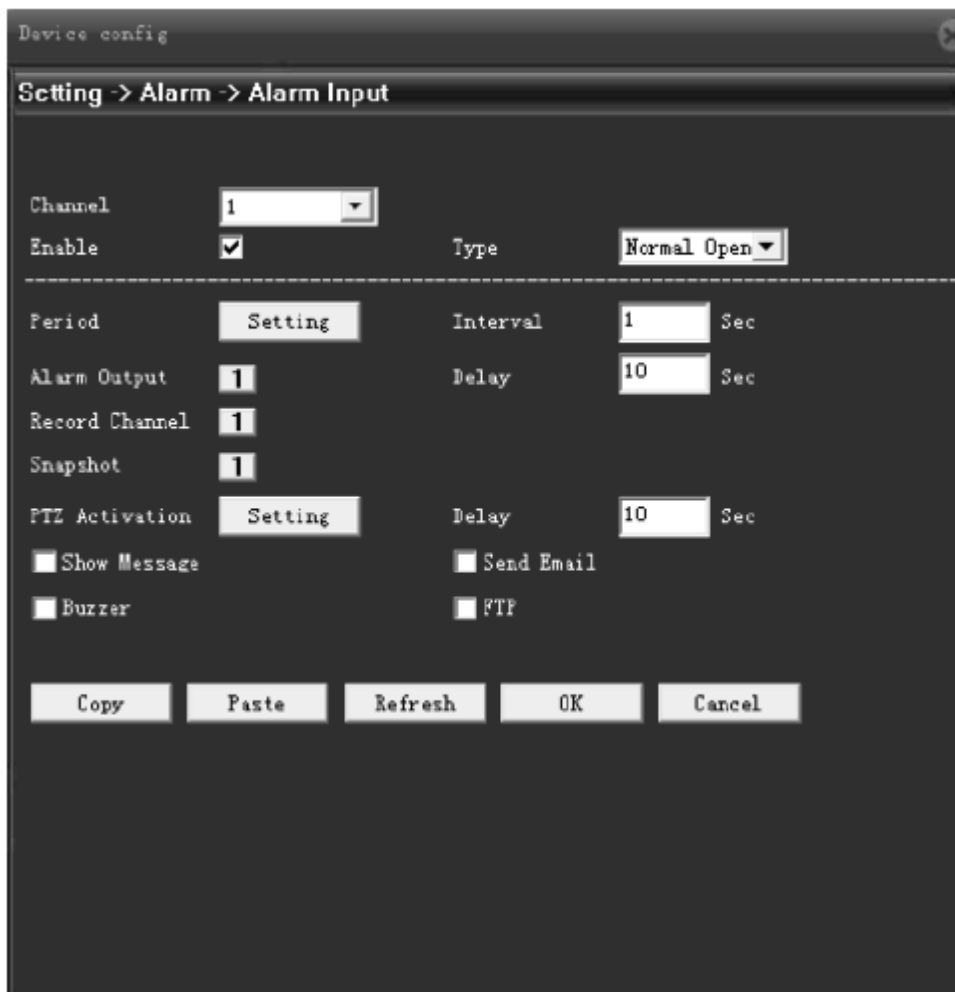 Device config
Setting -> Alarm -> Alarm Input
Channel 1
Enable Type Normal Open
Period Setting Interval 1 Sec
Alarm Output 1 Delay 10 Sec
Record Channel 1
Snapshot 1
PTZ Activation Setting Delay 10 Sec
Show Message Send Email
Buzzer FTP
Copy Paste Refresh OK Cancel